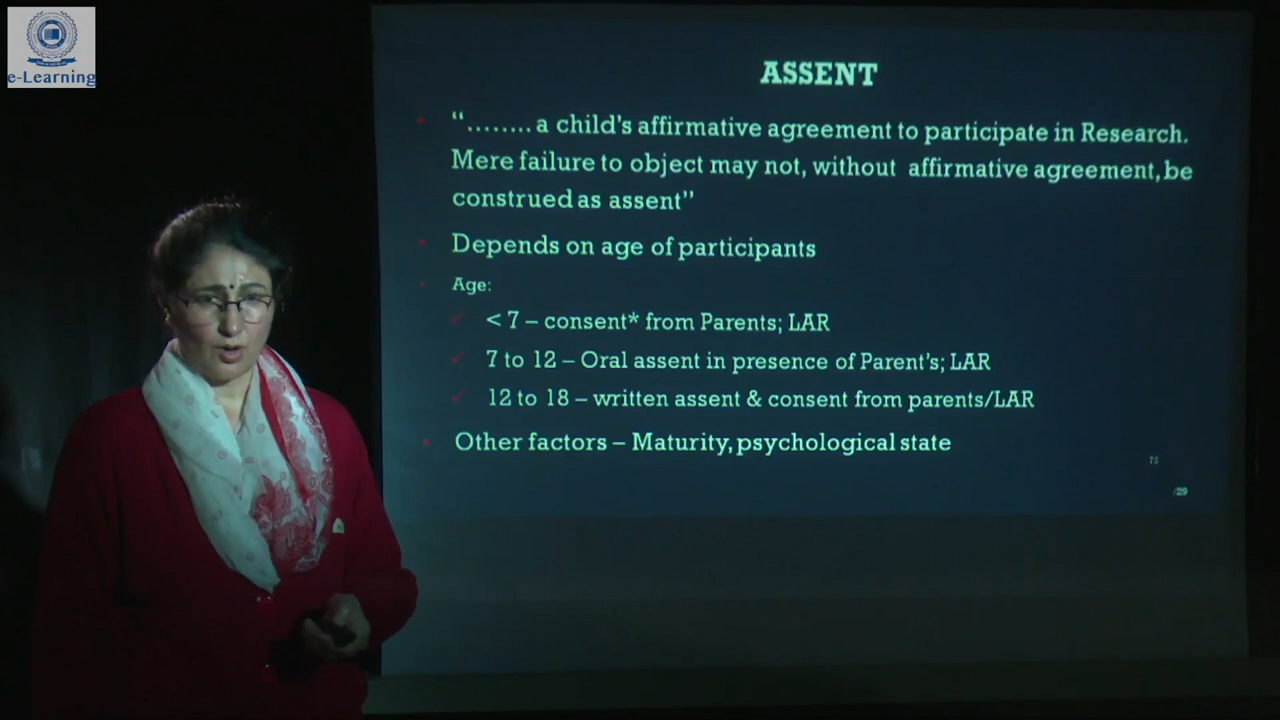 e-Learning
ASSENT
“........ a child's affirmative agreement to participate in Research.
Mere failure to object may not, without affirmative agreement, be
construed as assent”
Depends on age of participants
Age:
< 7 – consent* from Parents; LAR
7 to 12 – Oral assent in presence of Parent's; LAR
12 to 18 – written assent & consent from parents/LAR
Other factors – Maturity, psychological state
/29